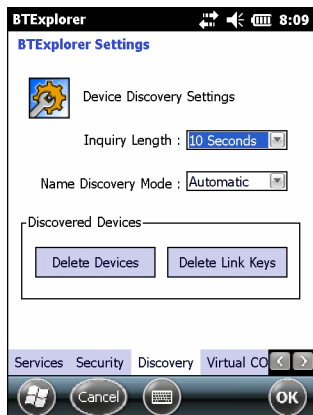 BTExplorer 8:09
BTExplorer Settings
Device Discovery Settings
Inquiry Length : 10 Seconds
Name Discovery Mode : Automatic
Discovered Devices
Delete Devices Delete Link Keys
Services Security Discovery Virtual CO
Cancel OK